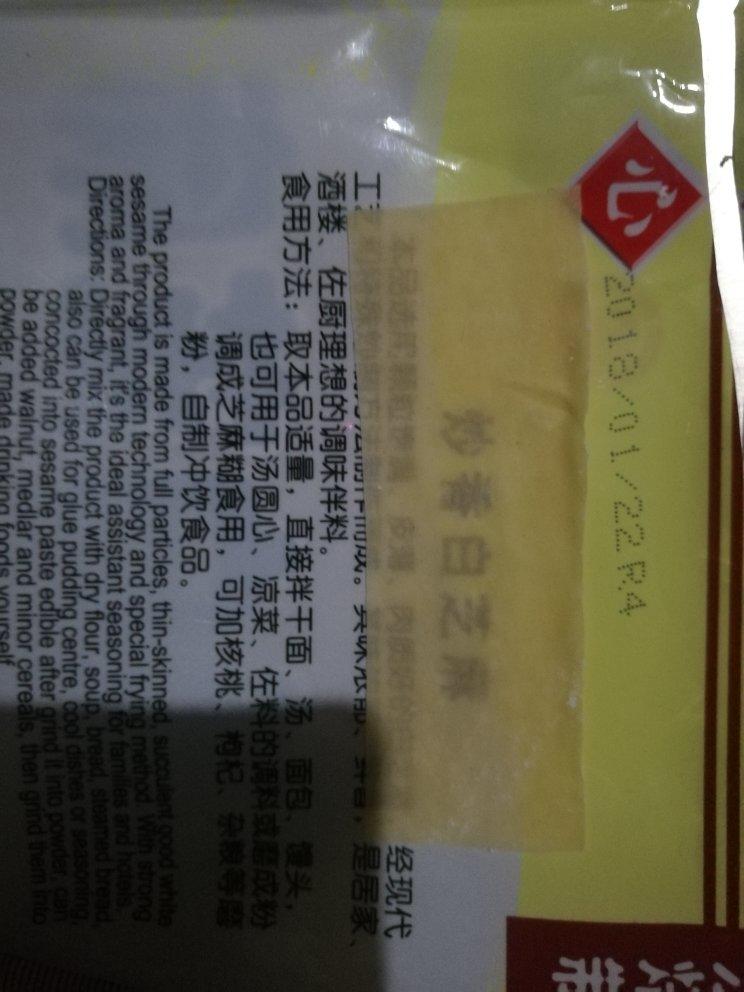 心
2018/01/22 R4
炒香白芝麻
经现代
酒楼、佐厨理想的调味伴料。
食用方法：取本品适量，直接拌干面、汤、面包、馒头，
也可用于汤圆心、凉菜、佐料的调料或磨成粉
调成芝麻糊食用，可加核桃、枸杞、杂粮等磨
粉，自制冲饮食品。
The product is made from full particles, thin-skinned, succulent good white
sesame through modern technology and special frying method. With strong
aroma and fragrant, it's the ideal assistant seasoning for families and hotels.
Directions: Directly mix the product with dry flour, soup, bread, steamed bread,
also can be used for glue pudding centre, cool dishes or seasoning,
concocted into sesame paste edible after grind it into powder, can
be added walnut, medlar and minor cereals, then grind them into
powder, made drinking foods yourself